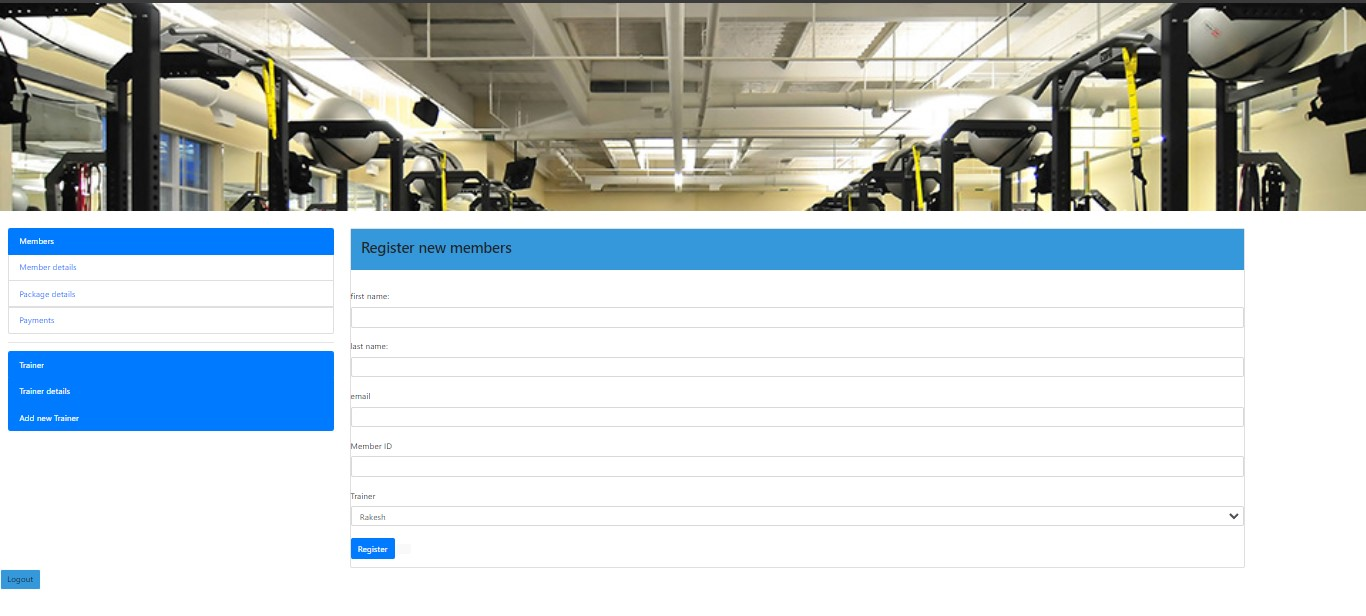 Members
Member details
Package details
Payments
Trainer
Trainer details
Add new Trainer
Logout
Register new members
first name:
last name:
email
Member ID
Trainer
Rakesh
Register